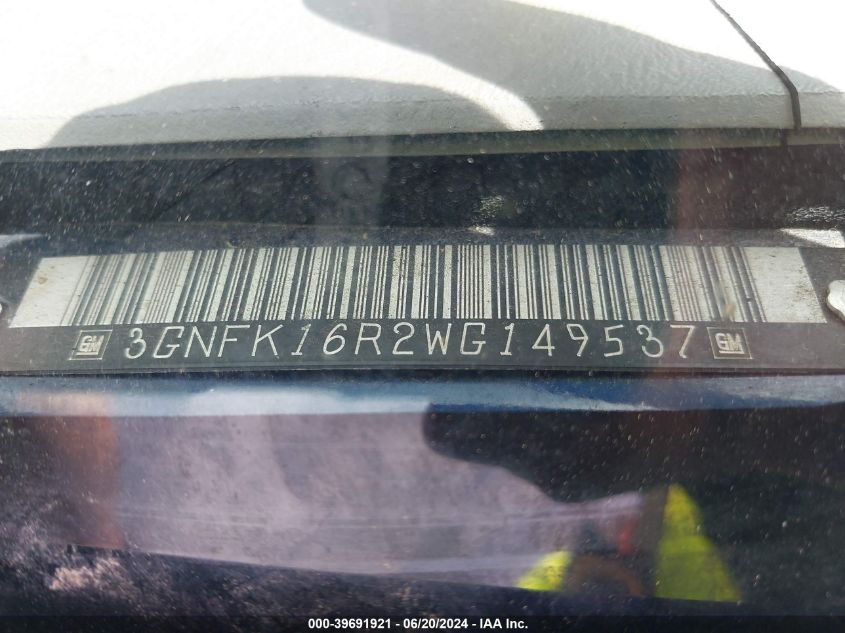 GM 3GNFK16R2WG149537 GM
000-39691921 / 06/20/2024 / IAA Inc.